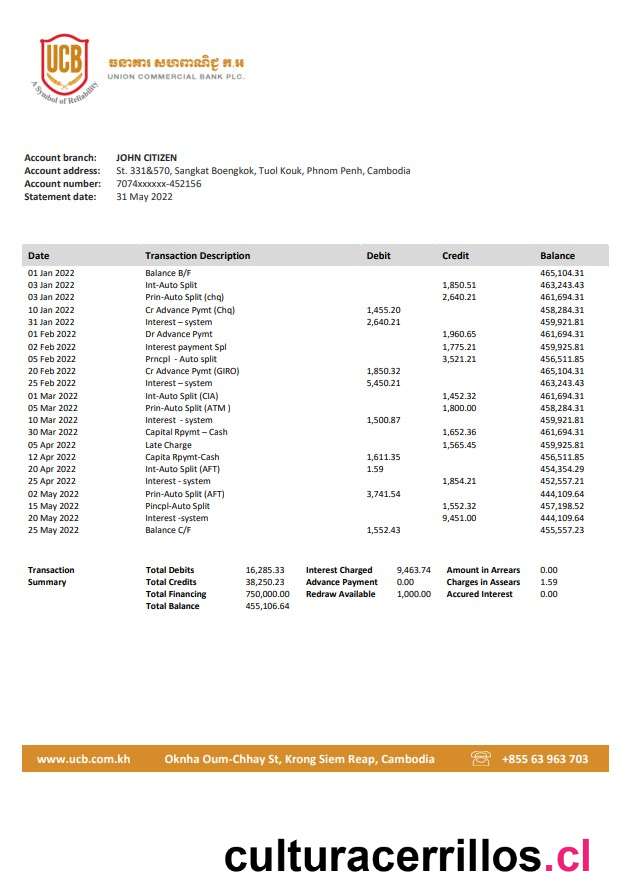 UCB
A Symbol of Reliability
ធនាគារ សហពាណិជ្ជ ភ.អ
UNION COMMERCIAL BANK PLC.
Account branch: JOHN CITIZEN
Account address: St. 331&570, Sangkat Boengkok, Tuol Kouk, Phnom Penh, Cambodia
Account number: 7074xxxxxx-452156
Statement date: 31 May 2022
Date Transaction Description Debit Credit Balance
01 Jan 2022 Balance B/F 465,104.31
03 Jan 2022 Int-Auto Split 1,850.51 463,243.43
03 Jan 2022 Prin-Auto Split (chq) 2,640.21 461,694.31
10 Jan 2022 Cr Advance Pymt (Chq) 1,455.20 458,284.31
31 Jan 2022 Interest – system 2,640.21 459,921.81
01 Feb 2022 Dr Advance Pymt 1,960.65 461,694.31
02 Feb 2022 Interest payment Spl 1,775.21 459,925.81
05 Feb 2022 Prncpl - Auto split 3,521.21 456,511.85
20 Feb 2022 Cr Advance Pymt (GIRO) 1,850.32 465,104.31
25 Feb 2022 Interest – system 5,450.21 463,243.43
01 Mar 2022 Int-Auto Split (CIA) 1,452.32 461,694.31
05 Mar 2022 Prin-Auto Split (ATM ) 1,800.00 458,284.31
10 Mar 2022 Interest - system 1,500.87 459,921.81
30 Mar 2022 Capital Rpymt – Cash 1,652.36 461,694.31
05 Apr 2022 Late Charge 1,565.45 459,925.81
12 Apr 2022 Capita Rpymt-Cash 1,611.35 456,511.85
20 Apr 2022 Int-Auto Split (AFT) 1.59 454,354.29
25 Apr 2022 Interest - system 1,854.21 452,557.21
02 May 2022 Prin-Auto Split (AFT) 3,741.54 444,109.64
15 May 2022 Pincpl-Auto Split 1,552.32 457,198.52
20 May 2022 Interest -system 9,451.00 444,109.64
25 May 2022 Balance C/F 1,552.43 455,557.23
Transaction Total Debits 16,285.33 Interest Charged 9,463.74 Amount in Arrears 0.00
Summary Total Credits 38,250.23 Advance Payment 0.00 Charges in Assears 1.59
Total Financing 750,000.00 Redraw Available 1,000.00 Accured Interest 0.00
Total Balance 455,106.64
www.ucb.com.kh Oknha Oum-Chhay St, Krong Siem Reap, Cambodia +855 63 963 703
culturacerrillos.cl